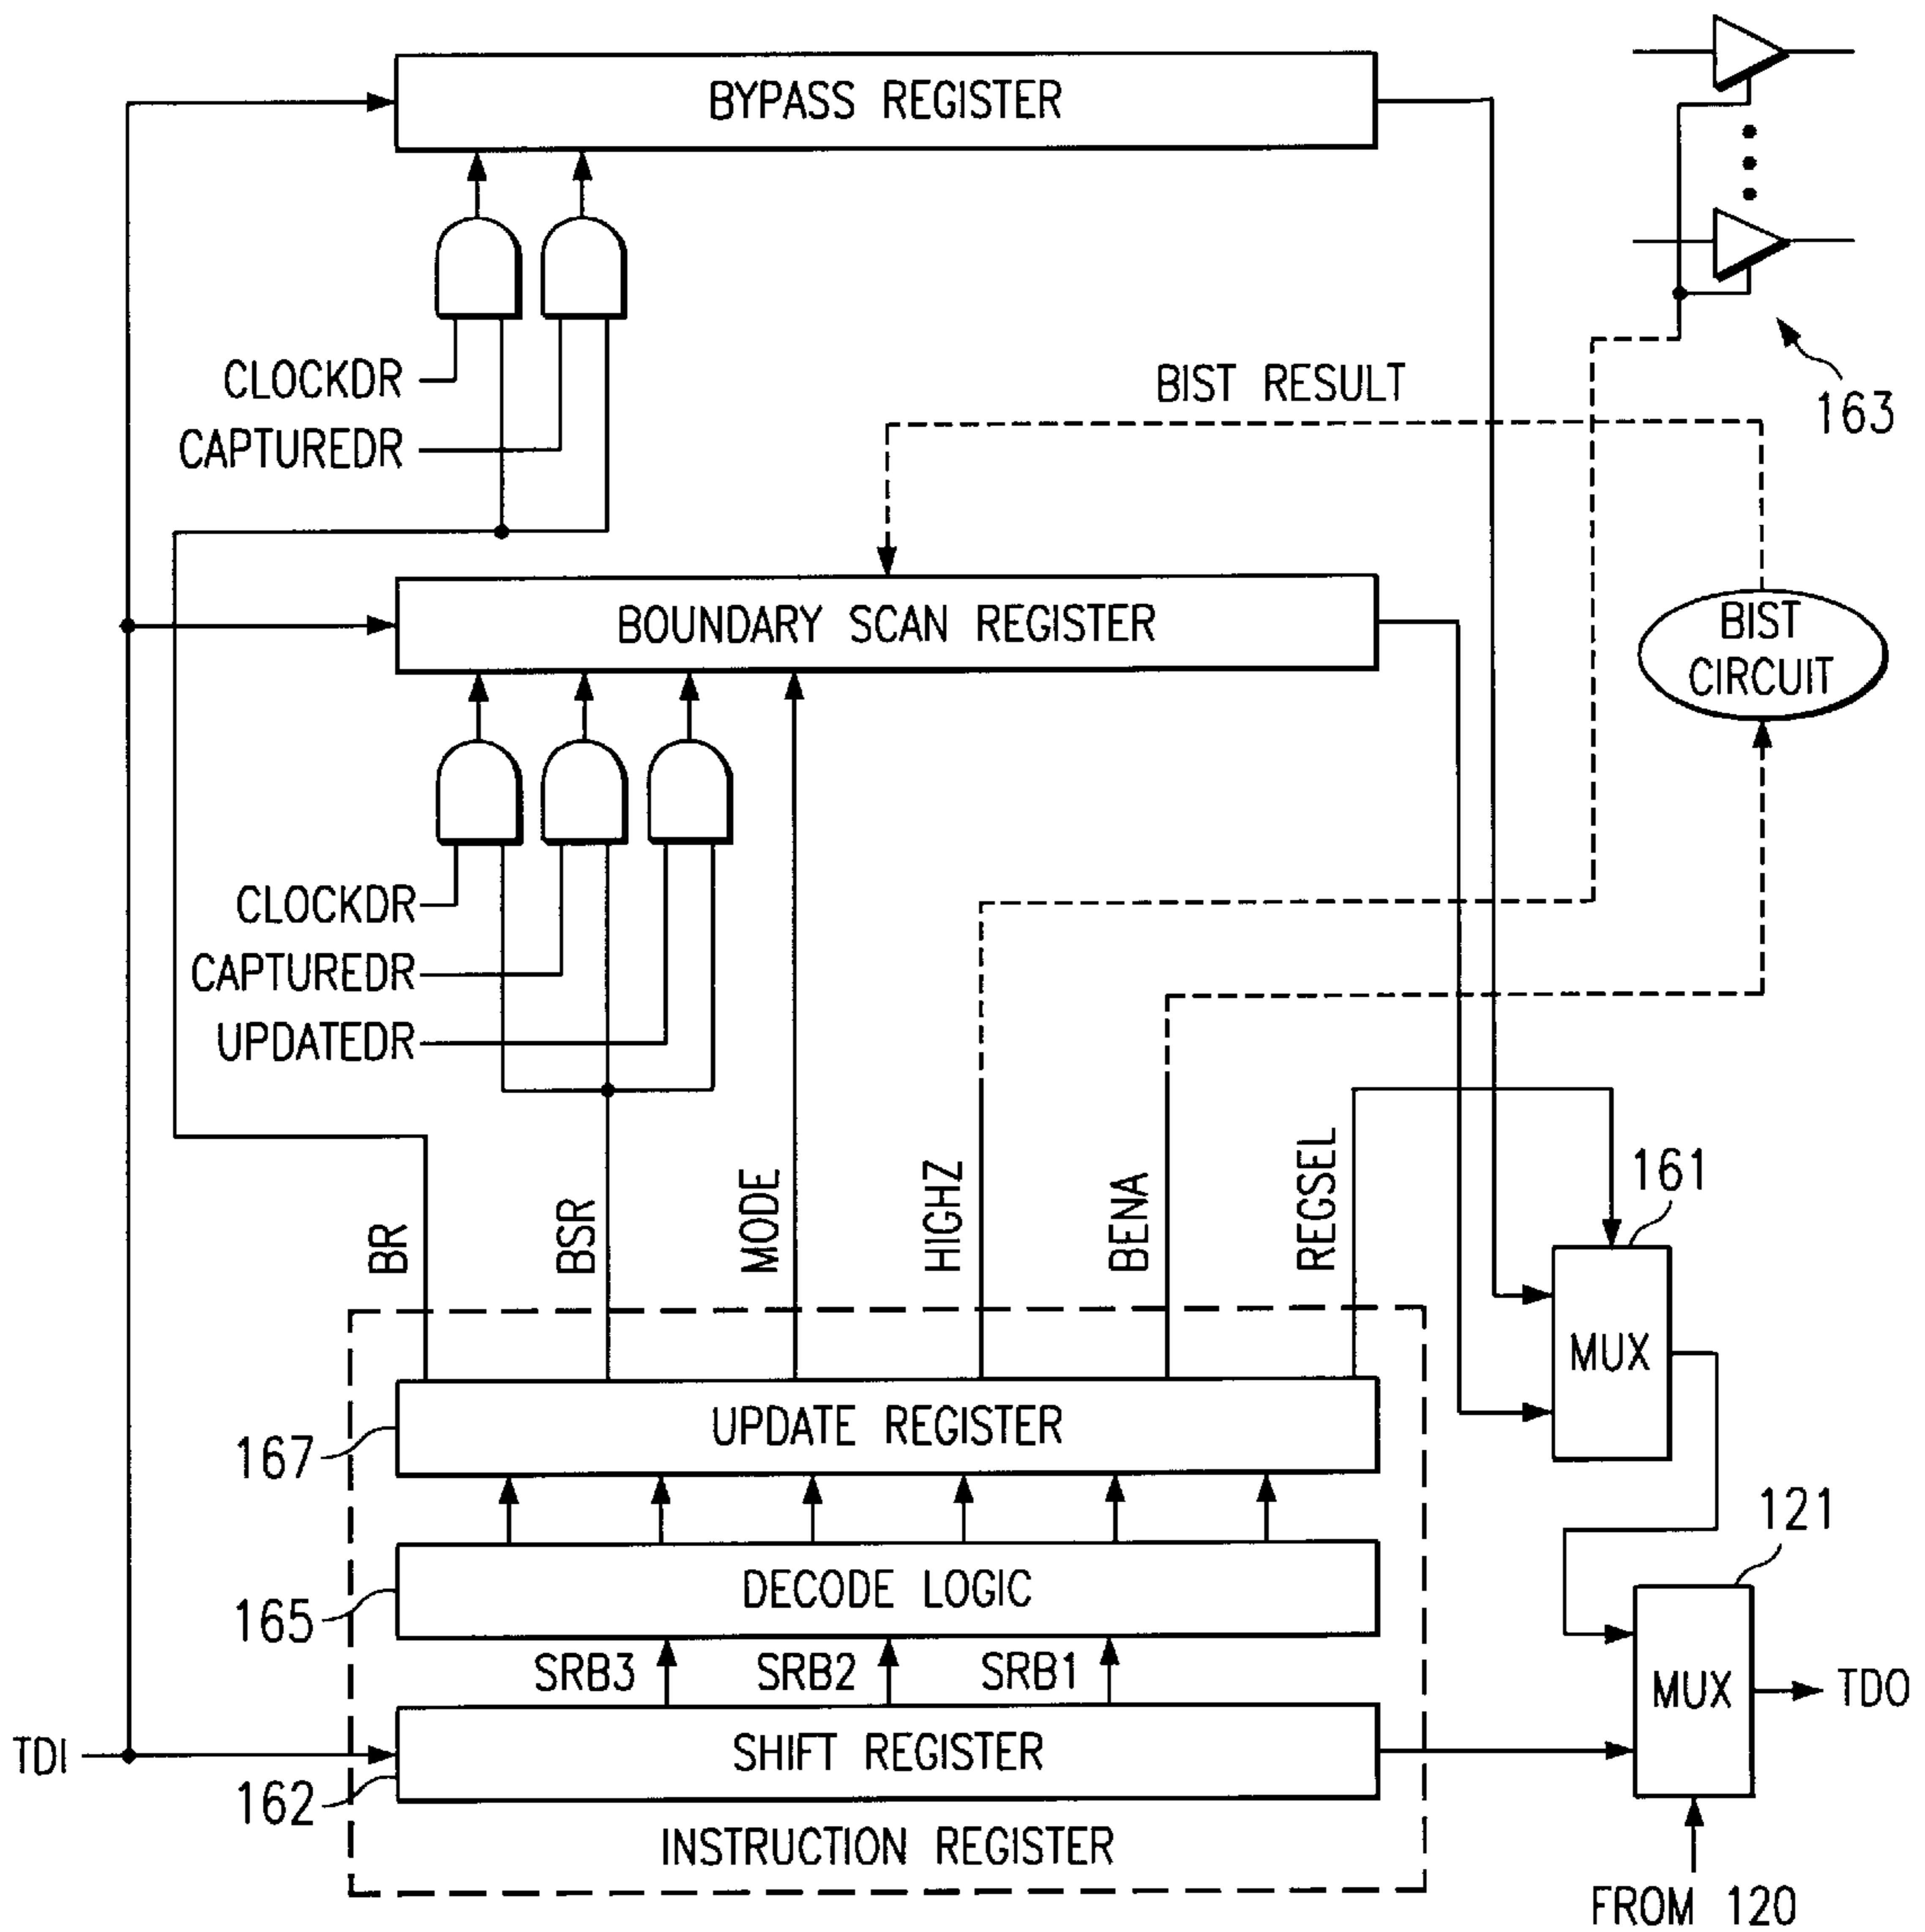 BYPASS REGISTER
CLOCKDR
CAPTUREDR
BIST RESULT
163
BOUNDARY SCAN REGISTER
BIST
CIRCUIT
CLOCKDR
CAPTUREDR
UPDATEDR
BR
BSR
MODE
HIGHZ
BENA
REGSEL
161
MUX
UPDATE REGISTER
167
121
DECODE LOGIC
165
SRB3
SRB2
SRB1
MUX
TDO
TDI
SHIFT REGISTER
162
INSTRUCTION REGISTER
FROM 120